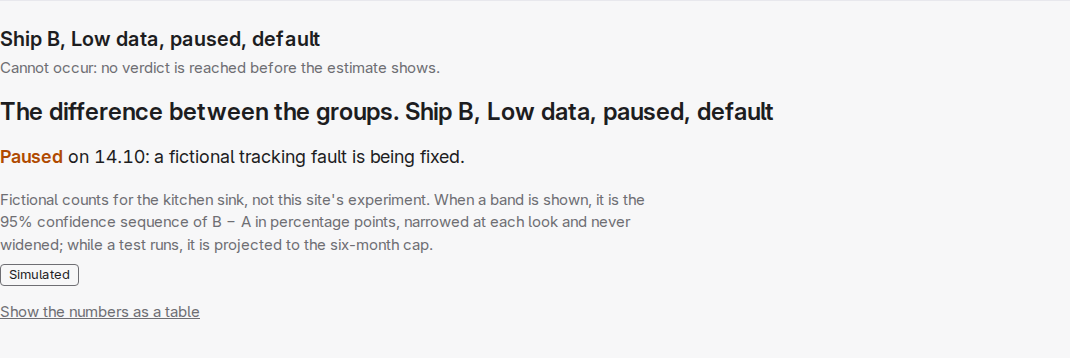 Ship B, Low data, paused, default
Cannot occur: no verdict is reached before the estimate shows.
The difference between the groups. Ship B, Low data, paused, default
Paused on 14.10: a fictional tracking fault is being fixed.
Fictional counts for the kitchen sink, not this site's experiment. When a band is shown, it is the
95% confidence sequence of B − A in percentage points, narrowed at each look and never
widened; while a test runs, it is projected to the six-month cap.
Simulated
Show the numbers as a table